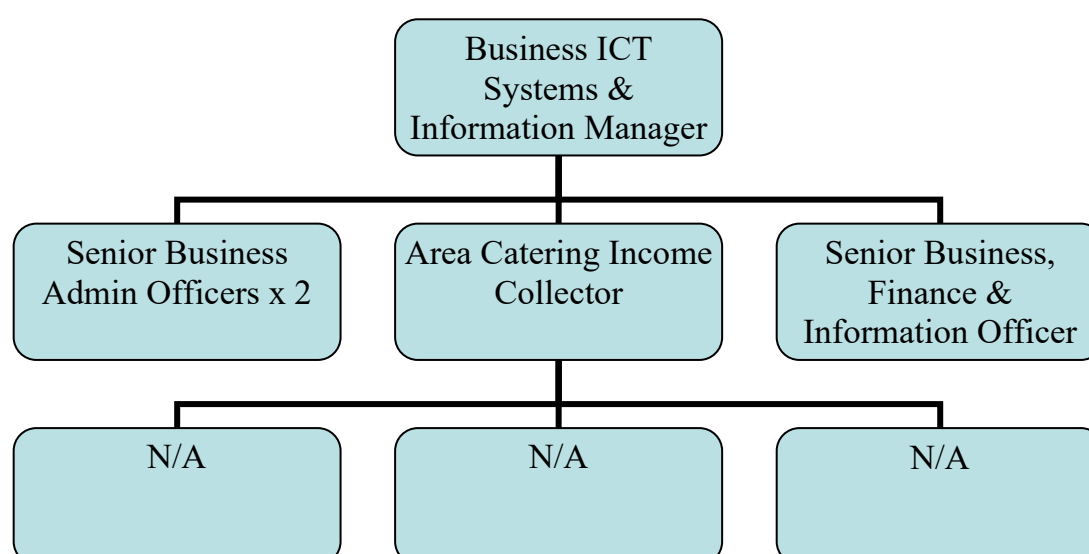 Business ICT
Systems &
Information Manager
Senior Business
Admin Officers x 2
Area Catering Income
Collector
Senior Business,
Finance &
Information Officer
N/A
N/A
N/A